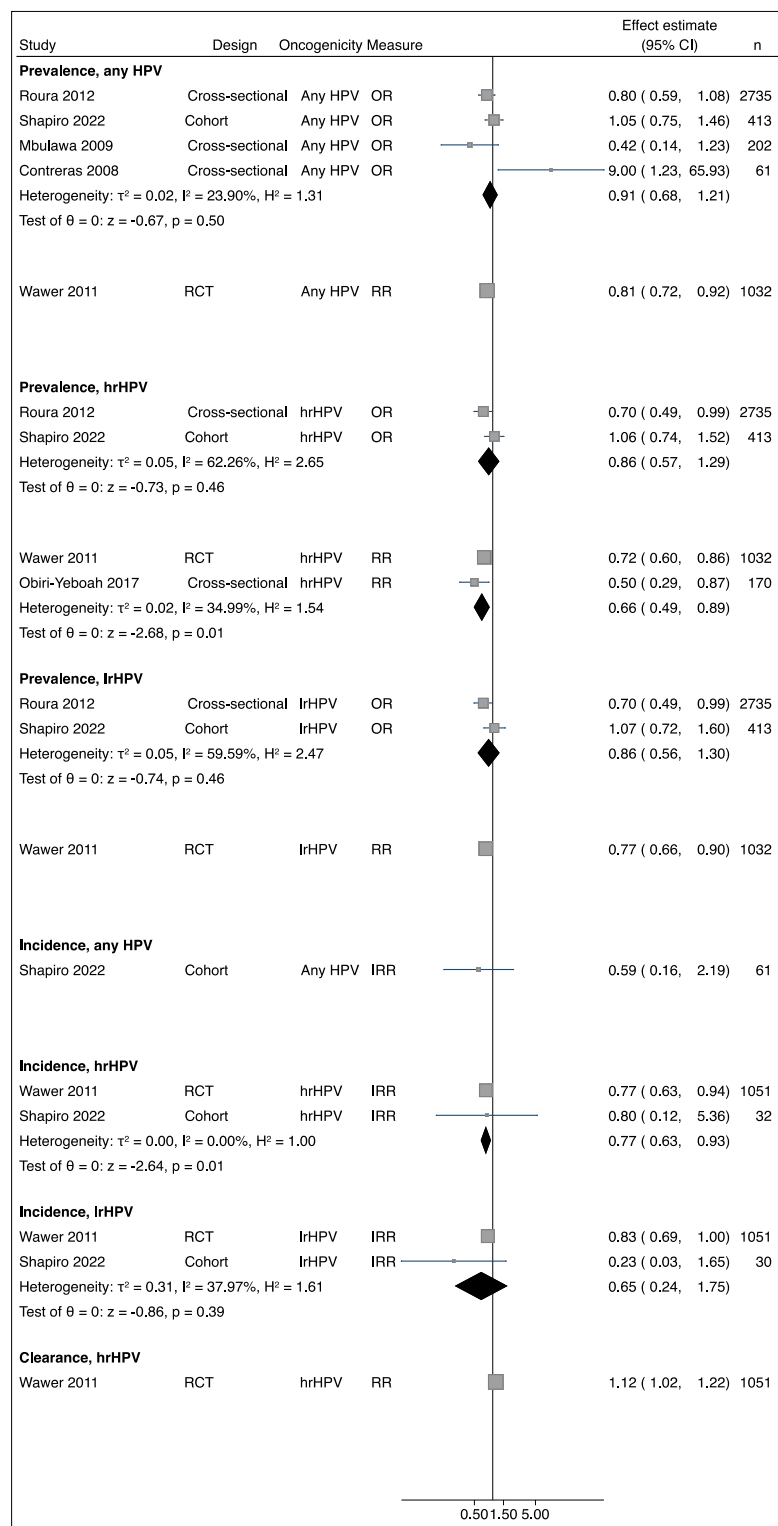 Effect estimate
Study Design Oncogenicity Measure (95% CI) n
Prevalence, any HPV
Roura 2012 Cross-sectional Any HPV OR 0.80 ( 0.59, 1.08) 2735
Shapiro 2022 Cohort Any HPV OR 1.05 ( 0.75, 1.46) 413
Mbulawa 2009 Cross-sectional Any HPV OR 0.42 ( 0.14, 1.23) 202
Contreras 2008 Cross-sectional Any HPV OR 9.00 ( 1.23, 65.93) 61
Heterogeneity: τ² = 0.02, I² = 23.90%, H² = 1.31 0.91 ( 0.68, 1.21)
Test of θ = 0: z = -0.67, p = 0.50
Wawer 2011 RCT Any HPV RR 0.81 ( 0.72, 0.92) 1032
Prevalence, hrHPV
Roura 2012 Cross-sectional hrHPV OR 0.70 ( 0.49, 0.99) 2735
Shapiro 2022 Cohort hrHPV OR 1.06 ( 0.74, 1.52) 413
Heterogeneity: τ² = 0.05, I² = 62.26%, H² = 2.65 0.86 ( 0.57, 1.29)
Test of θ = 0: z = -0.73, p = 0.46
Wawer 2011 RCT hrHPV RR 0.72 ( 0.60, 0.86) 1032
Obiri-Yeboah 2017 Cross-sectional hrHPV RR 0.50 ( 0.29, 0.87) 170
Heterogeneity: τ² = 0.02, I² = 34.99%, H² = 1.54 0.66 ( 0.49, 0.89)
Test of θ = 0: z = -2.68, p = 0.01
Prevalence, lrHPV
Roura 2012 Cross-sectional lrHPV OR 0.70 ( 0.49, 0.99) 2735
Shapiro 2022 Cohort lrHPV OR 1.07 ( 0.72, 1.60) 413
Heterogeneity: τ² = 0.05, I² = 59.59%, H² = 2.47 0.86 ( 0.56, 1.30)
Test of θ = 0: z = -0.74, p = 0.46
Wawer 2011 RCT lrHPV RR 0.77 ( 0.66, 0.90) 1032
Incidence, any HPV
Shapiro 2022 Cohort Any HPV IRR 0.59 ( 0.16, 2.19) 61
Incidence, hrHPV
Wawer 2011 RCT hrHPV IRR 0.77 ( 0.63, 0.94) 1051
Shapiro 2022 Cohort hrHPV IRR 0.80 ( 0.12, 5.36) 32
Heterogeneity: τ² = 0.00, I² = 0.00%, H² = 1.00 0.77 ( 0.63, 0.93)
Test of θ = 0: z = -2.64, p = 0.01
Incidence, lrHPV
Wawer 2011 RCT lrHPV IRR 0.83 ( 0.69, 1.00) 1051
Shapiro 2022 Cohort lrHPV IRR 0.23 ( 0.03, 1.65) 30
Heterogeneity: τ² = 0.31, I² = 37.97%, H² = 1.61 0.65 ( 0.24, 1.75)
Test of θ = 0: z = -0.86, p = 0.39
Clearance, hrHPV
Wawer 2011 RCT hrHPV RR 1.12 ( 1.02, 1.22) 1051
0.50 1.50 5.00